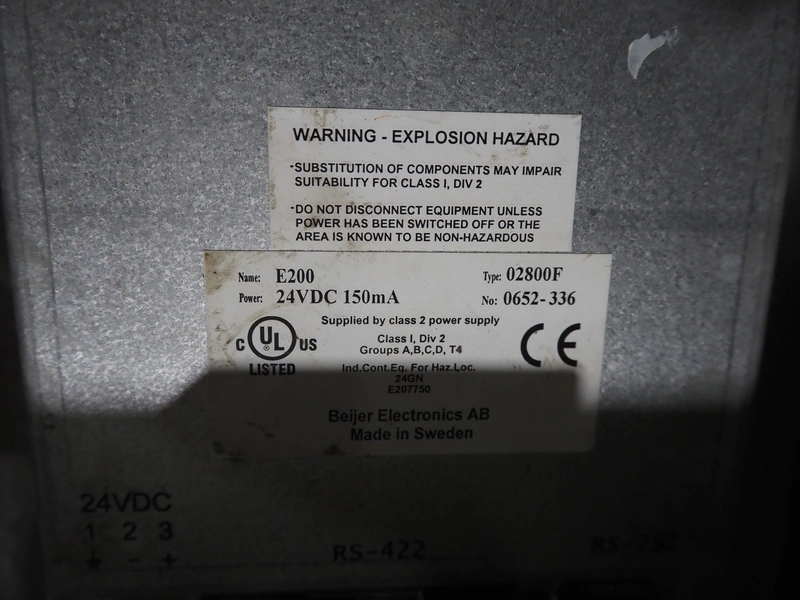 WARNING - EXPLOSION HAZARD
-SUBSTITUTION OF COMPONENTS MAY IMPAIR
SUITABILITY FOR CLASS I, DIV 2
-DO NOT DISCONNECT EQUIPMENT UNLESS
POWER HAS BEEN SWITCHED OFF OR THE
AREA IS KNOWN TO BE NON-HAZARDOUS
Name: E200 Type: 02800F
Power: 24VDC 150mA No: 0652-336
Supplied by class 2 power supply
C UL US
LISTED
Class I, Div 2
Groups A,B,C,D, T4
CE
Ind.Cont.Eq. For Haz.Loc.
24GN
E207750
Beijer Electronics AB
Made in Sweden
24VDC
1 2 3
- +
RS-422 RS-232